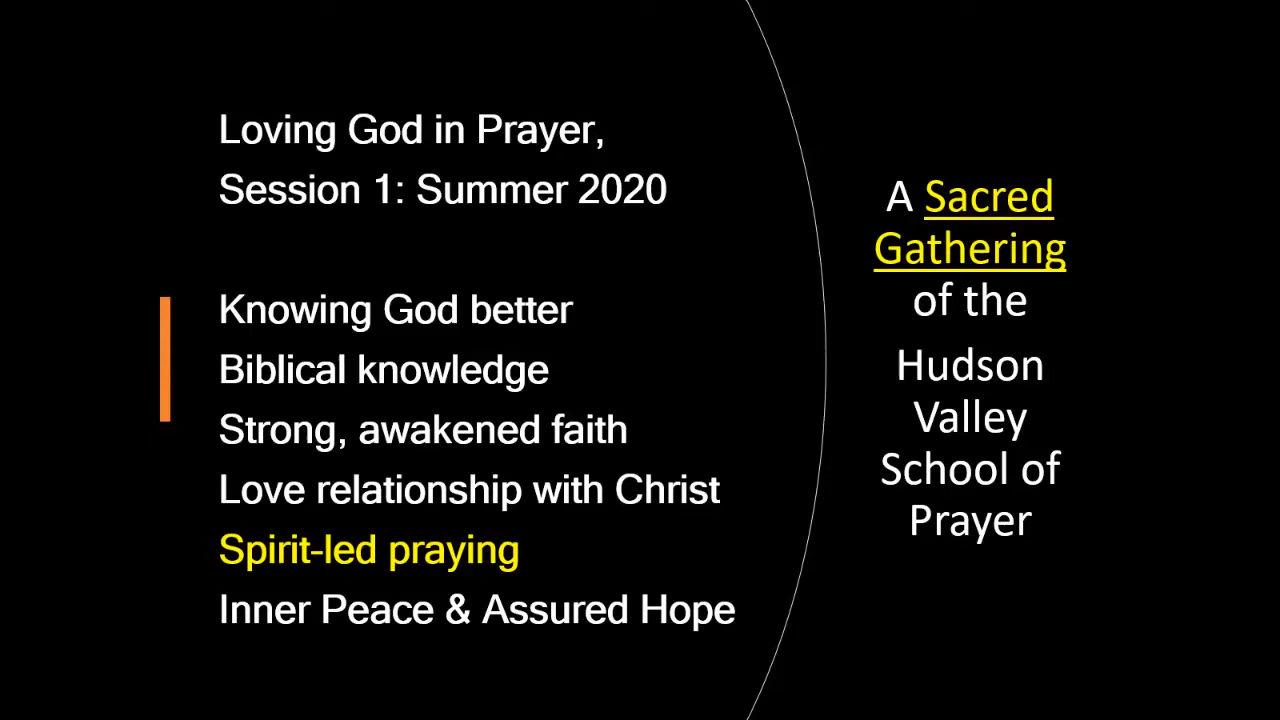 Loving God in Prayer,
Session 1: Summer 2020
Knowing God better
Biblical knowledge
Strong, awakened faith
Love relationship with Christ
Spirit-led praying
Inner Peace & Assured Hope
A Sacred
Gathering
of the
Hudson
Valley
School of
Prayer